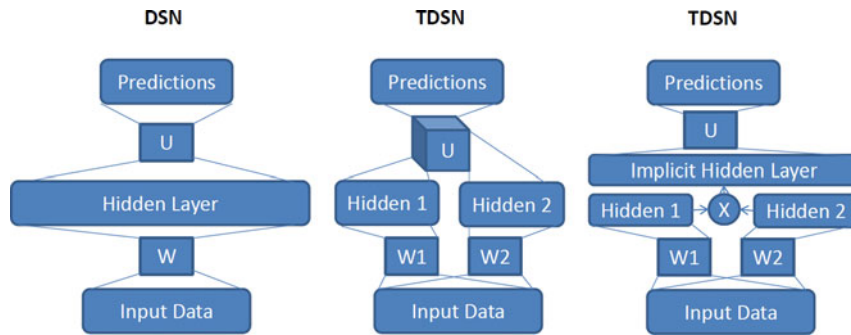 DSN
Predictions
U
Hidden Layer
W
Input Data
TDSN
Predictions
U
Hidden 1
Hidden 2
W1
W2
Input Data
TDSN
Predictions
U
Implicit Hidden Layer
Hidden 1
X
Hidden 2
W1
W2
Input Data